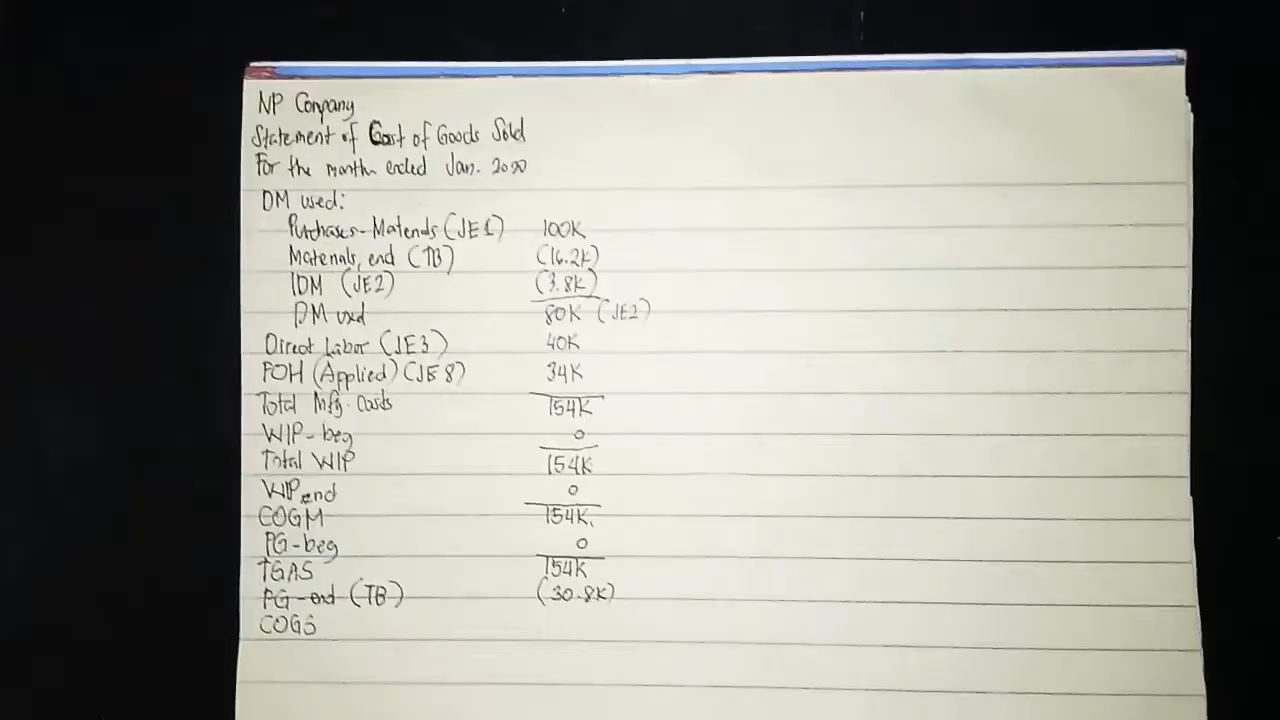 NP Company
Statement of Cost of Goods Sold
For the month ended Jan. 2020
DM used:
Purchases-Materials (JE1) 100K
Materials, end (TB) (16.2K)
IDM (JE2) (3.8K)
DM used 80K (JE2)
Direct Labor (JE3) 40K
FOH (Applied) (JE8) 34K
Total Mfg. Costs 154K
WIP-beg 0
Total WIP 154K
WIP, end 0
COGM 154K
FG-beg 0
TGAS 154K
FG-end (TB) (30.8K)
COGS